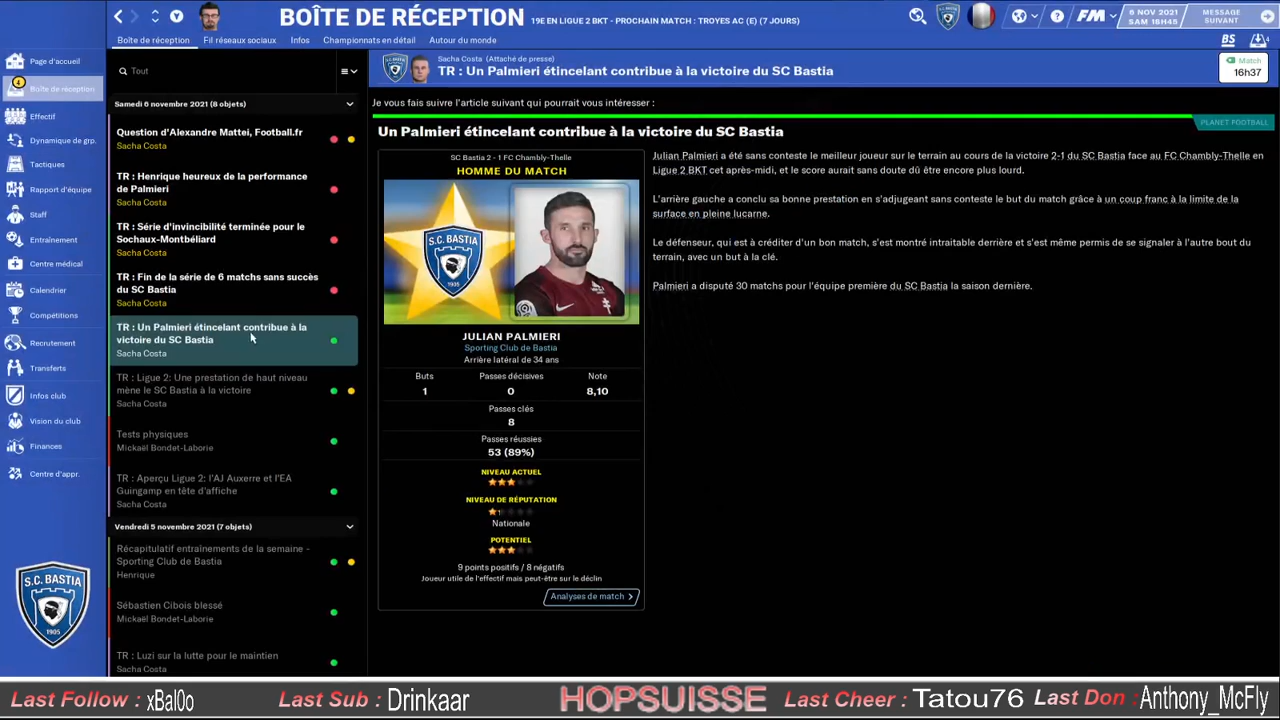 BOÎTE DE RÉCEPTION
19E EN LIGUE 2 BKT - PROCHAIN MATCH : TROYES AC (E) (7 JOURS)
FM
6 NOV 2021
SAM 18H45
MESSAGE
SUIVANT
Boîte de réception
Fil réseaux sociaux
Infos
Championnats en détail
Autour du monde
BS
4
Page d'accueil
4
Boîte de réception
Effectif
Dynamique de grp.
Tactiques
Rapport d'équipe
Staff
Entraînement
Centre médical
Calendrier
Compétitions
Recrutement
Transferts
Infos club
Vision du club
Finances
Centre d'appr.
S.C. BASTIA
1905
Tout
Samedi 6 novembre 2021 (8 objets)
Question d'Alexandre Mattei, Football.fr
Sacha Costa
TR : Henrique heureux de la performance
de Palmieri
Sacha Costa
TR : Série d'invincibilité terminée pour le
Sochaux-Montbéliard
Sacha Costa
TR : Fin de la série de 6 matchs sans succès
du SC Bastia
Sacha Costa
TR : Un Palmieri étincelant contribue à la
victoire du SC Bastia
Sacha Costa
TR : Ligue 2: Une prestation de haut niveau
mène le SC Bastia à la victoire
Sacha Costa
Tests physiques
Mickaël Bondet-Laborie
TR : Aperçu Ligue 2: l'AJ Auxerre et l'EA
Guingamp en tête d'affiche
Sacha Costa
Vendredi 5 novembre 2021 (7 objets)
Récapitulatif entraînements de la semaine -
Sporting Club de Bastia
Henrique
Sébastien Cibois blessé
Mickaël Bondet-Laborie
TR : Luzi sur la lutte pour le maintien
Sacha Costa
Sacha Costa (Attaché de presse)
TR : Un Palmieri étincelant contribue à la victoire du SC Bastia
Match
16h37
Je vous fais suivre l'article suivant qui pourrait vous intéresser :
PLANET FOOTBALL
Un Palmieri étincelant contribue à la victoire du SC Bastia
SC Bastia 2 - 1 FC Chambly-Thelle
HOMME DU MATCH
S.C. BASTIA
1905
JULIAN PALMIERI
Sporting Club de Bastia
Arrière latéral de 34 ans
Buts Passes décisives Note
1 0 8,10
Passes clés
8
Passes réussies
53 (89%)
NIVEAU ACTUEL
NIVEAU DE RÉPUTATION
Nationale
POTENTIEL
9 points positifs / 8 négatifs
Joueur utile de l'effectif mais peut-être sur le déclin
Analyses de match
Julian Palmieri a été sans conteste le meilleur joueur sur le terrain au cours de la victoire 2-1 du SC Bastia face au FC Chambly-Thelle en
Ligue 2 BKT cet après-midi, et le score aurait sans doute dû être encore plus lourd.
L'arrière gauche a conclu sa bonne prestation en s'adjugeant sans conteste le but du match grâce à un coup franc à la limite de la
surface en pleine lucarne.
Le défenseur, qui est à créditer d'un bon match, s'est montré intraitable derrière et s'est même permis de se signaler à l'autre bout du
terrain, avec un but à la clé.
Palmieri a disputé 30 matchs pour l'équipe première du SC Bastia la saison dernière.
Last Follow : xBal0o
Last Sub : Drinkaar
HOPSUISSE
Last Cheer : Tatou76
Last Don : Anthony_McFly